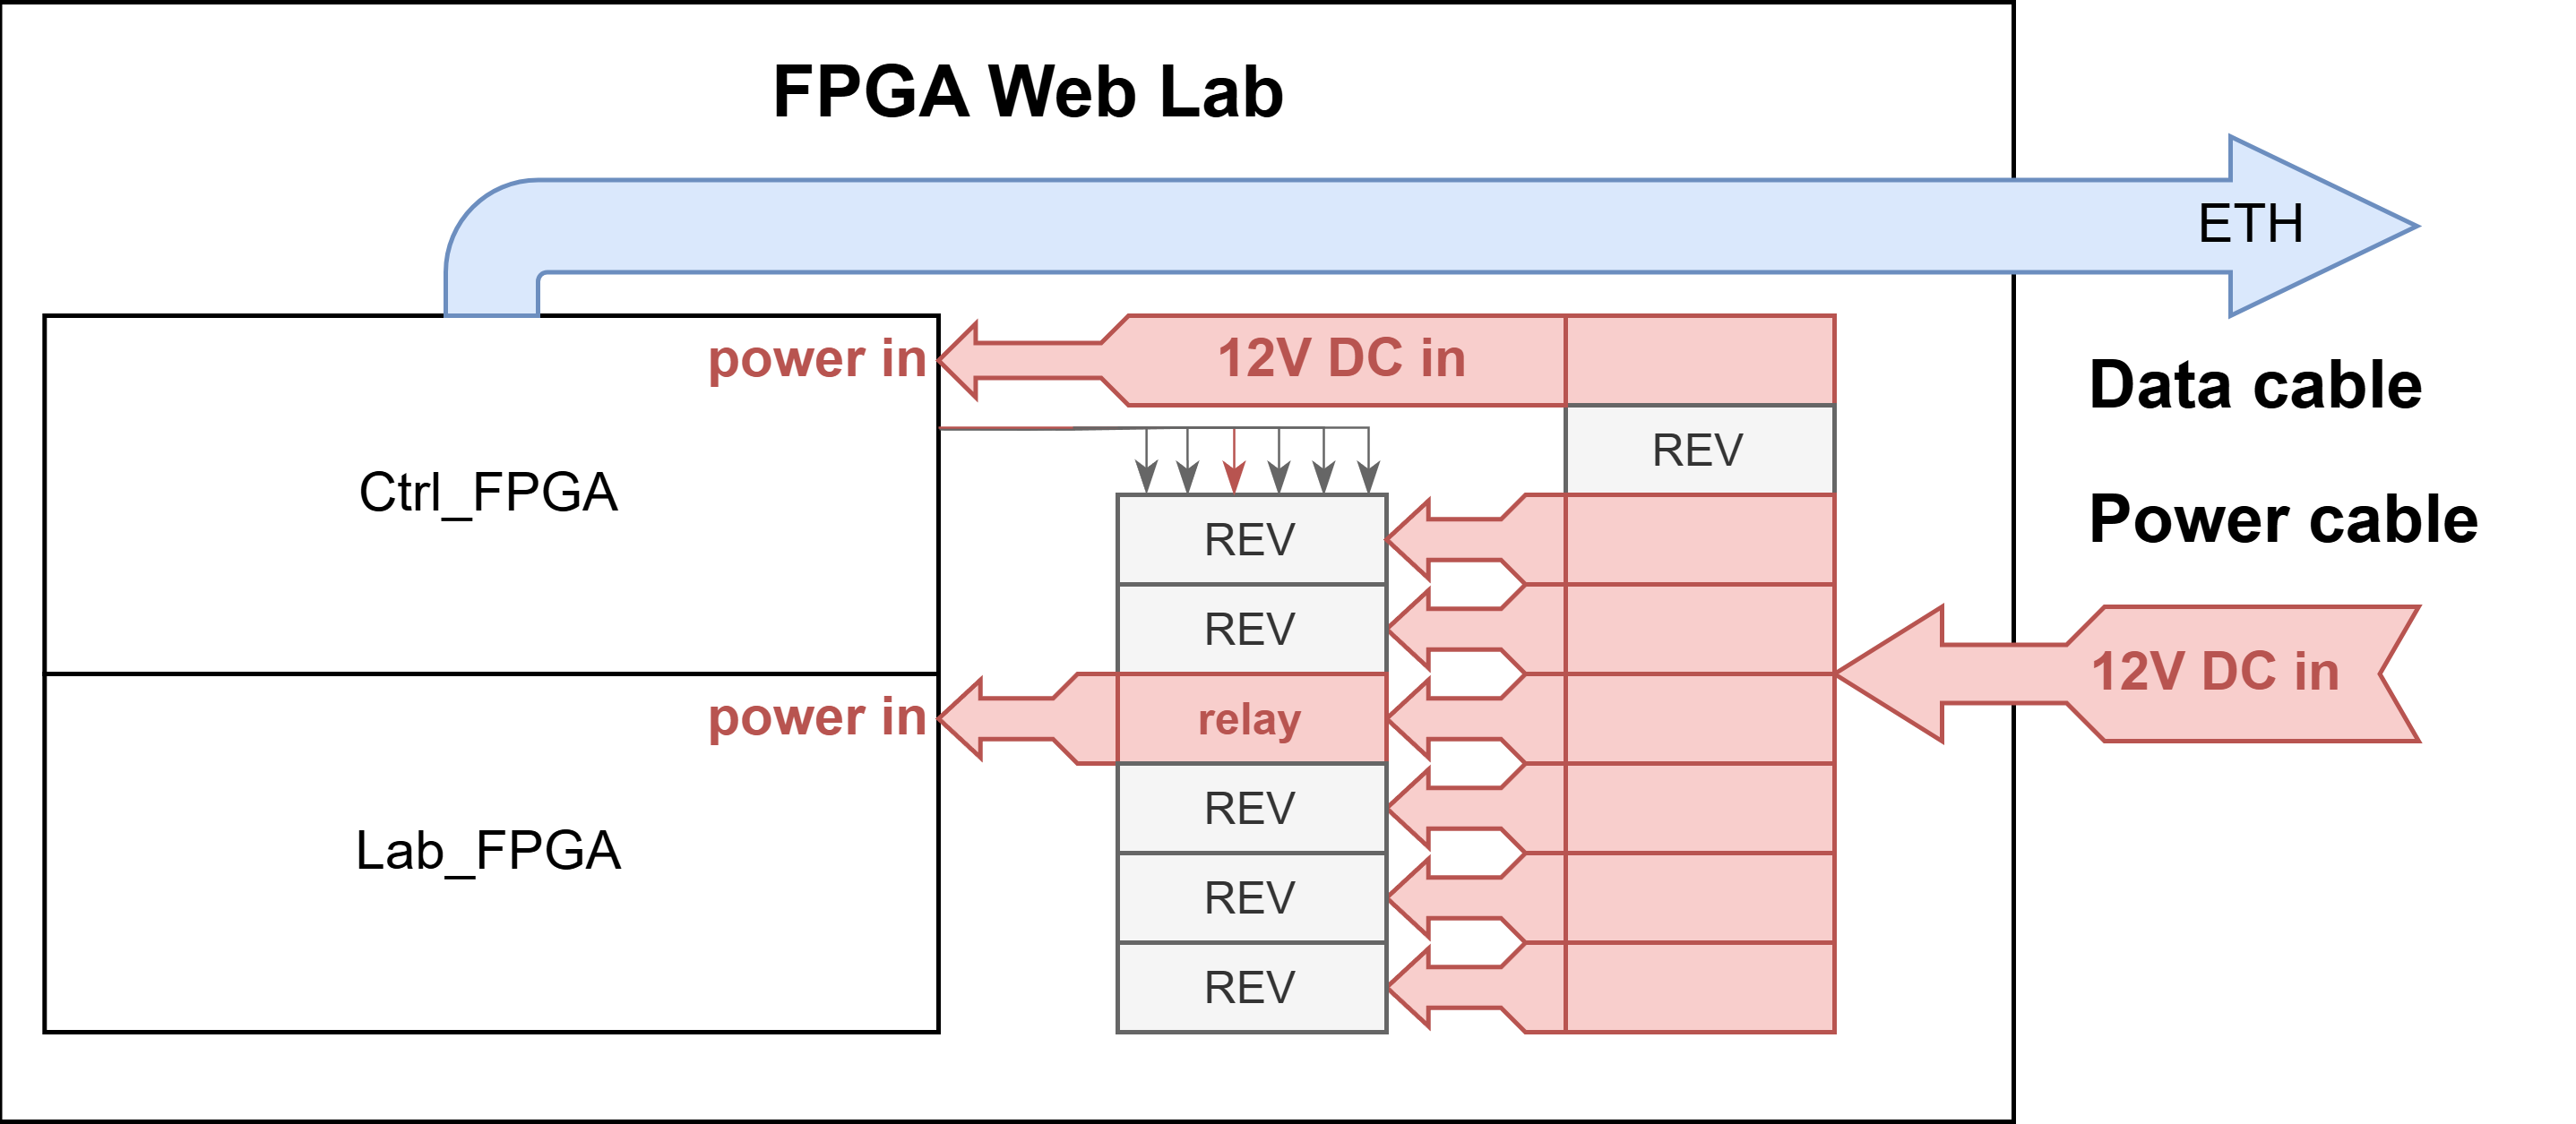 FPGA Web Lab
ETH
power in
12V DC in
Data cable
Ctrl_FPGA
REV
Power cable
REV
REV
power in
relay
12V DC in
REV
Lab_FPGA
REV
REV